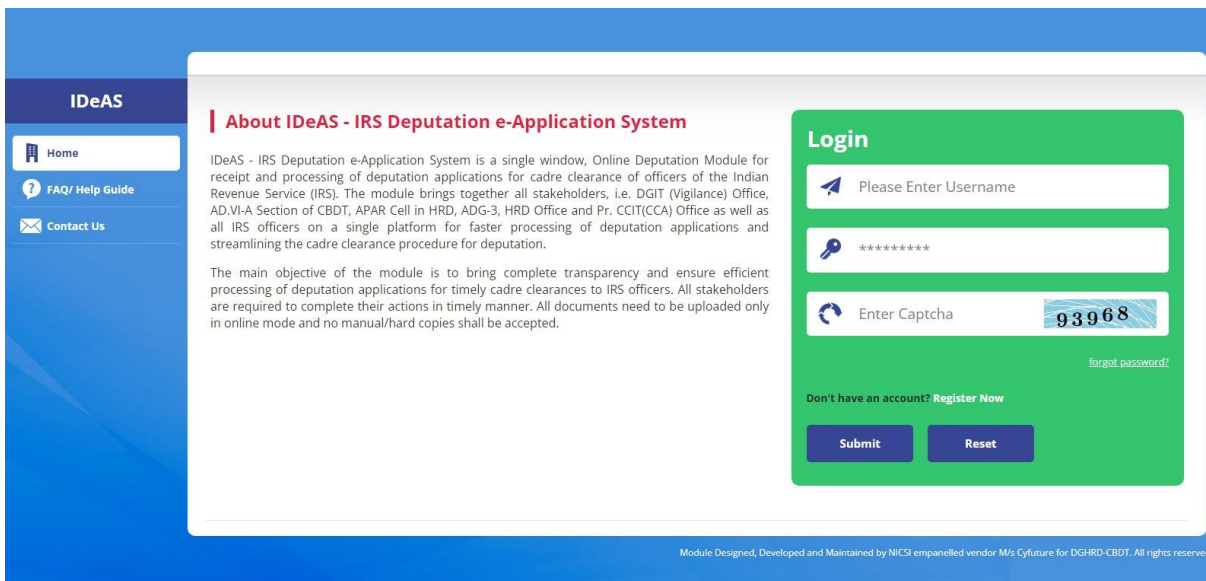 IDeAS
Home
FAQ/ Help Guide
Contact Us
About IDeAS - IRS Deputation e-Application System
IDeAS - IRS Deputation e-Application System is a single window, Online Deputation Module for
receipt and processing of deputation applications for cadre clearance of officers of the Indian
Revenue Service (IRS). The module brings together all stakeholders, i.e. DGIT (Vigilance) Office,
AD.VI-A Section of CBDT, APAR Cell in HRD, ADG-3, HRD Office and Pr. CCIT(CCA) Office as well as
all IRS officers on a single platform for faster processing of deputation applications and
streamlining the cadre clearance procedure for deputation.
The main objective of the module is to bring complete transparency and ensure efficient
processing of deputation applications for timely cadre clearances to IRS officers. All stakeholders
are required to complete their actions in timely manner. All documents need to be uploaded only
in online mode and no manual/hard copies shall be accepted.
Login
Please Enter Username
*********
Enter Captcha 93968
forgot password?
Don't have an account? Register Now
Submit Reset
Module Designed, Developed and Maintained by NICSI empanelled vendor M/s Cyfuture for DGHRD-CBDT. All rights reserve